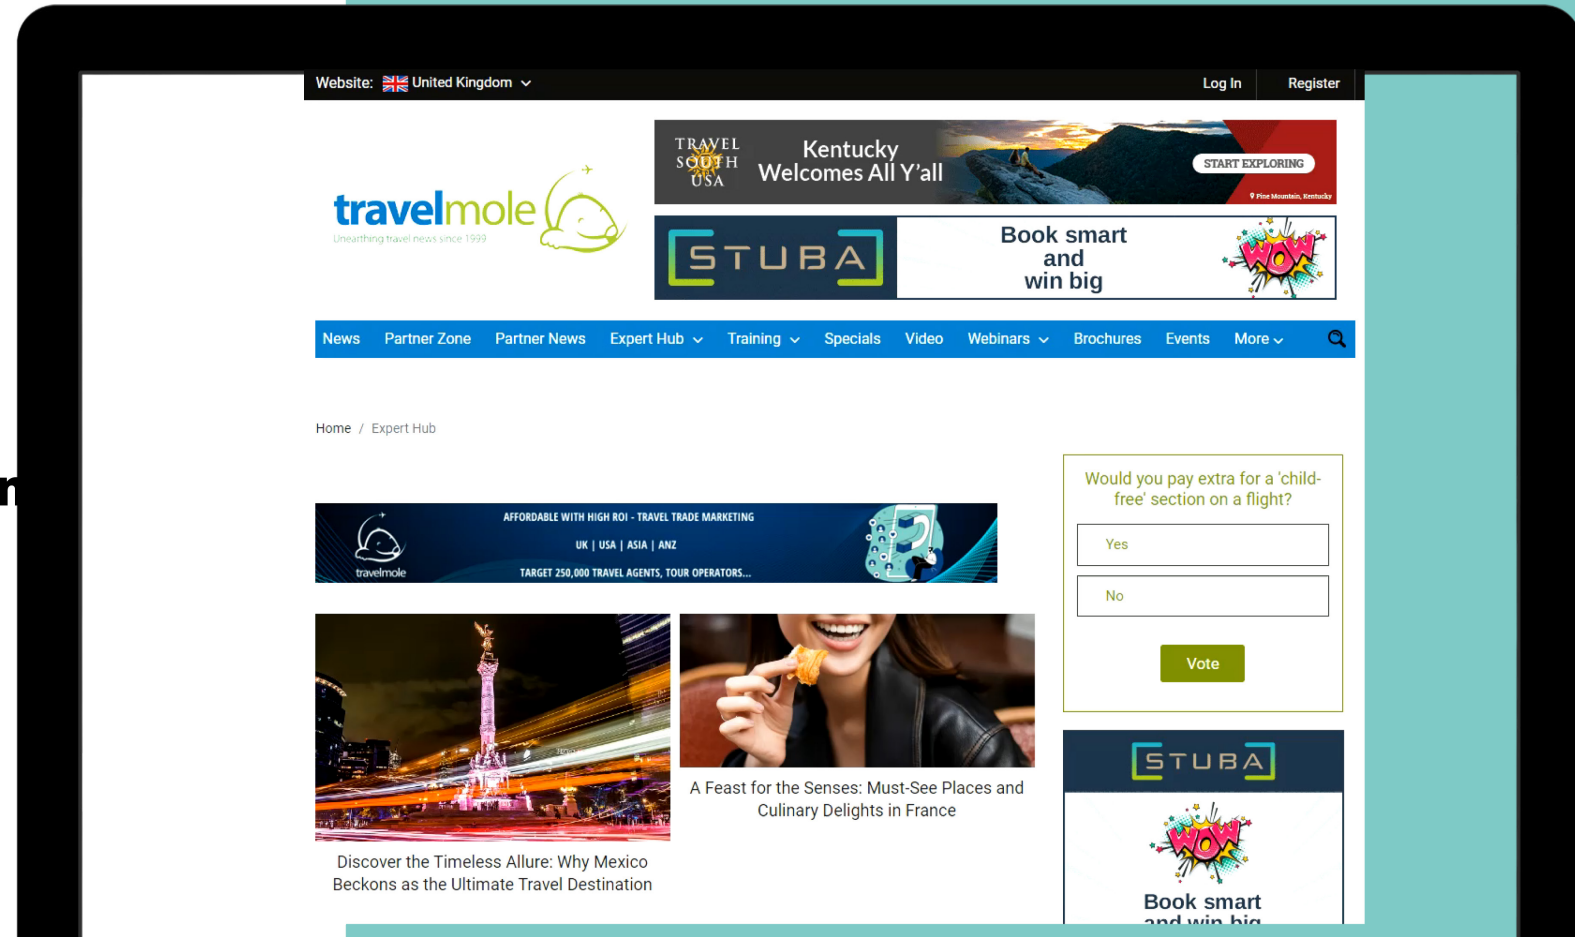 Website: United Kingdom
Log In
Register
TRAVEL
SOUTH
USA
Kentucky
Welcomes All Y'all
START EXPLORING
Pine Mountain, Kentucky
travelmole
Unearthing travel news since 1999
STUBA
Book smart
and
win big
WOW
News Partner Zone Partner News Expert Hub Training Specials Video Webinars Brochures Events More
Home / Expert Hub
AFFORDABLE WITH HIGH ROI - TRAVEL TRADE MARKETING
UK | USA | ASIA | ANZ
TARGET 250,000 TRAVEL AGENTS, TOUR OPERATORS...
travelmole
Would you pay extra for a 'child-
free' section on a flight?
Yes
No
Vote
Discover the Timeless Allure: Why Mexico
Beckons as the Ultimate Travel Destination
A Feast for the Senses: Must-See Places and
Culinary Delights in France
STUBA
WOW
Book smart
and win big